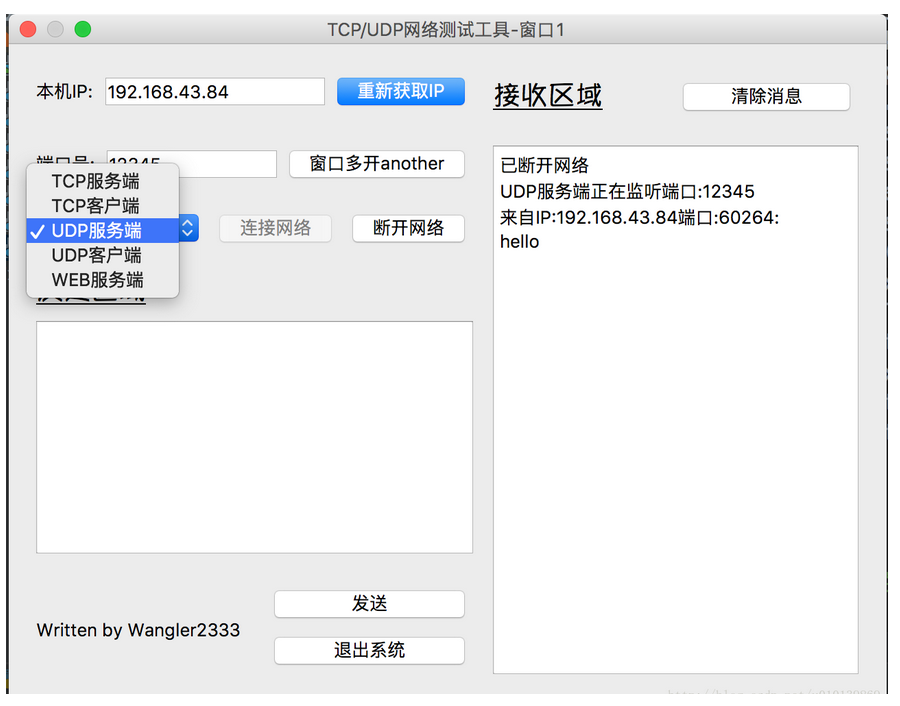 TCP/UDP网络测试工具-窗口1
本机IP: 192.168.43.84 重新获取IP
端口号: 12345 窗口多开another
TCP服务端
TCP客户端
✓ UDP服务端
UDP客户端
WEB服务端
连接网络 断开网络
Written by Wangler2333
发送
退出系统
接收区域 清除消息
已断开网络
UDP服务端正在监听端口:12345
来自IP:192.168.43.84端口:60264:
hello